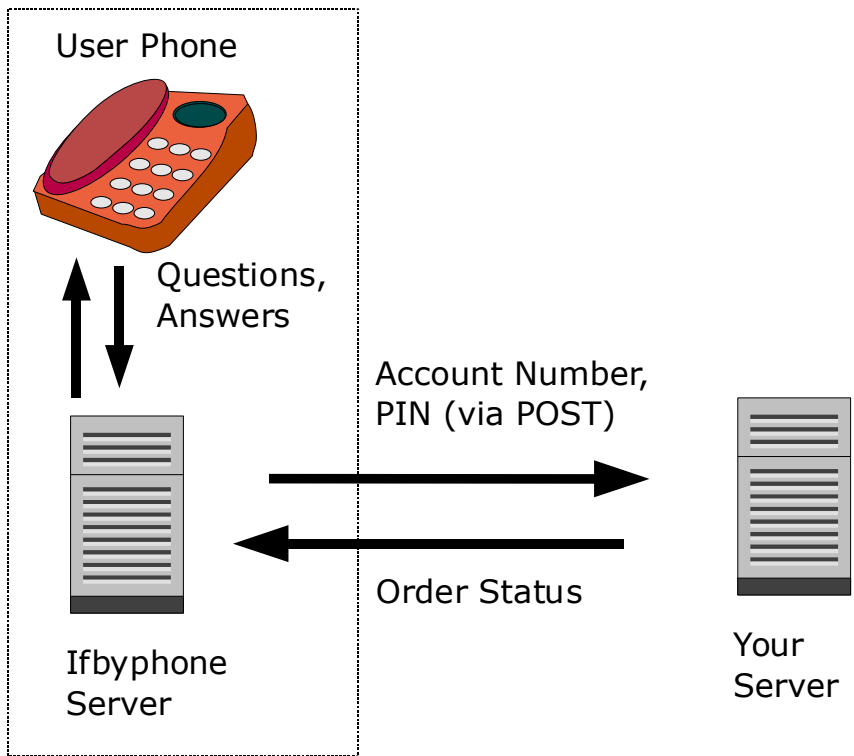 User Phone
Questions,
Answers
Account Number,
PIN (via POST)
Order Status
Ifbyphone
Server
Your
Server